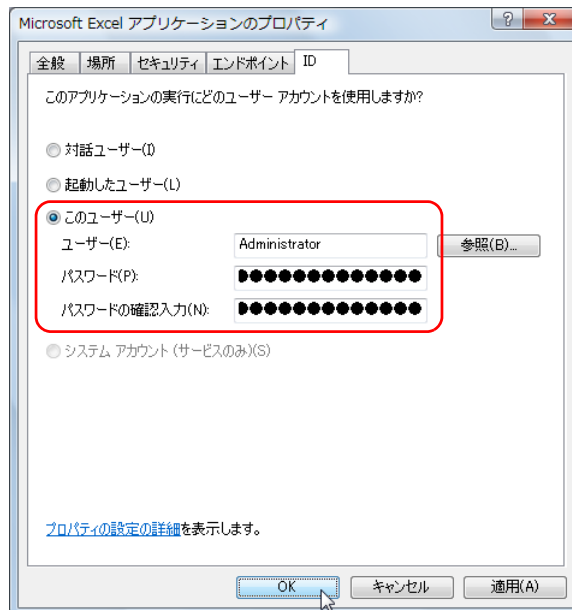 Microsoft Excel アプリケーションのプロパティ
全般 場所 セキュリティ エンドポイント ID
このアプリケーションの実行にどのユーザー アカウントを使用しますか?
対話ユーザー(I)
起動したユーザー(L)
このユーザー(U)
ユーザー(E): Administrator 参照(B)...
パスワード(P): ●●●●●●●●●●●●●
パスワードの確認入力(N): ●●●●●●●●●●●●●
システム アカウント (サービスのみ)(S)
プロパティの設定の詳細を表示します。
OK キャンセル 適用(A)